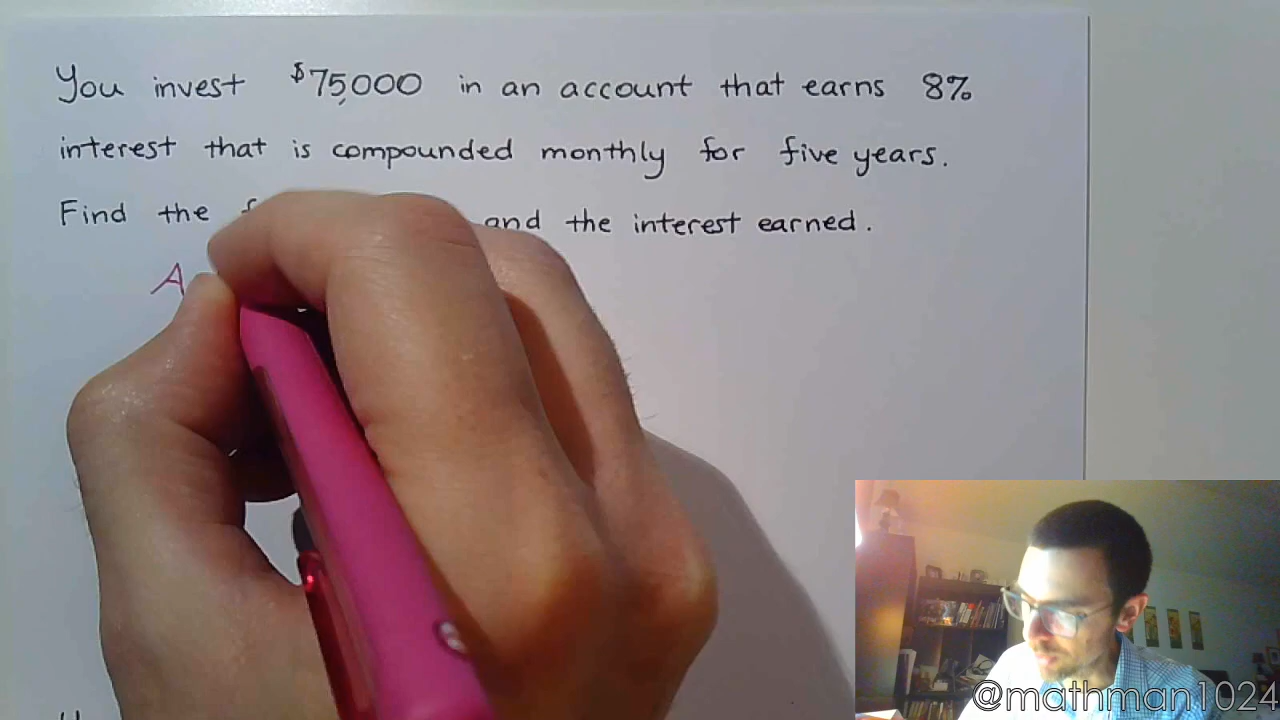 You invest $75,000 in an account that earns 8%
interest that is compounded monthly for five years.
Find the and the interest earned.
A
@mathman1024